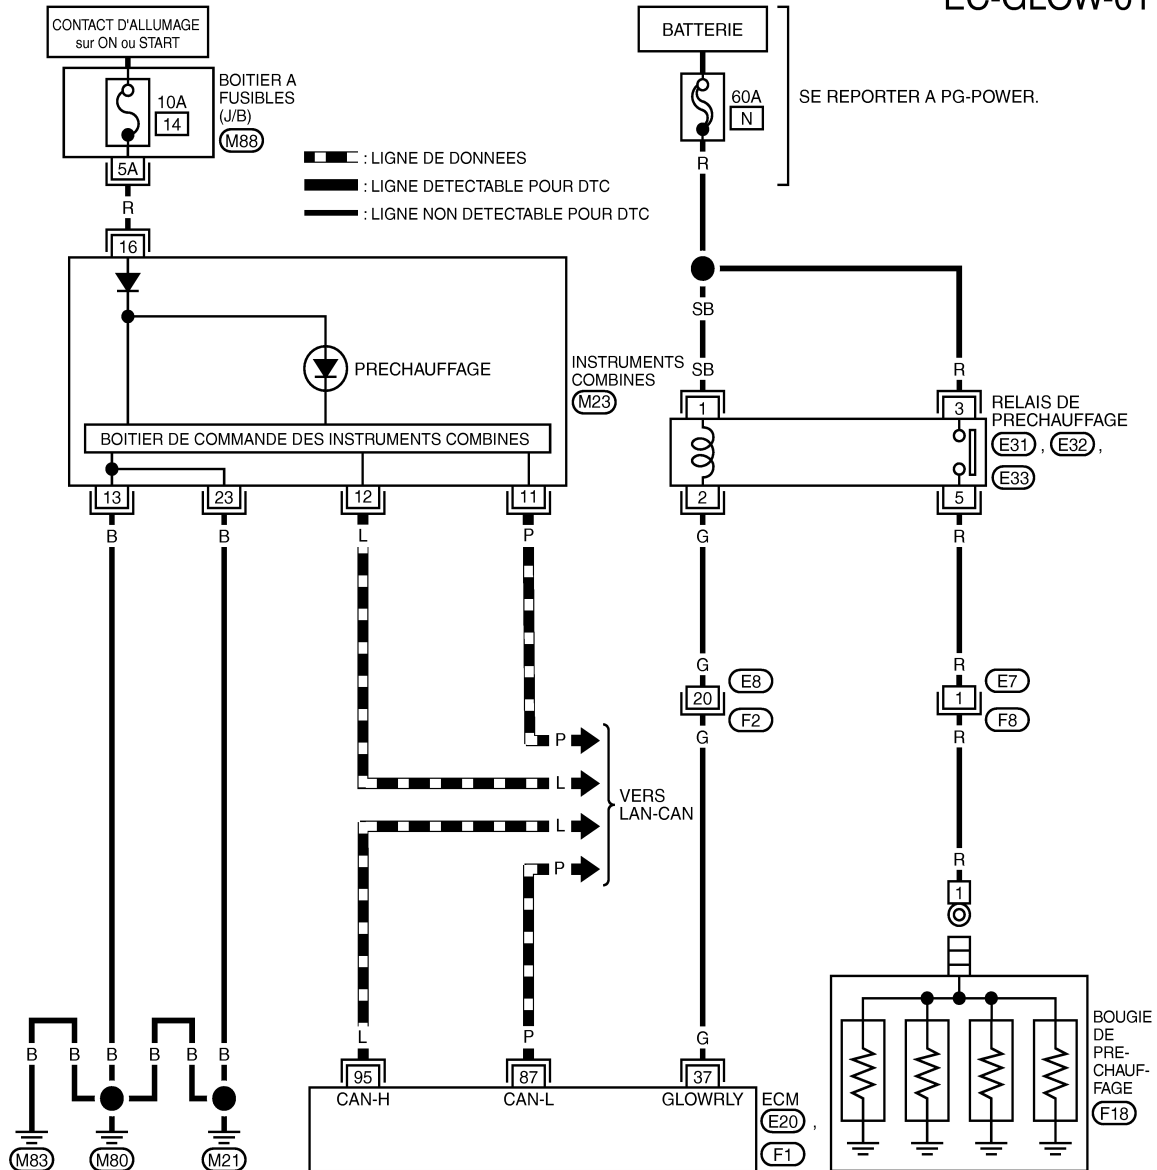 EC-GLOW-01
CONTACT D'ALLUMAGE
sur ON ou START
BATTERIE
BOITIER A
FUSIBLES
(J/B)
M88
10A
14
5A
R
16
60A
N
R
SE REPORTER A PG-POWER.
: LIGNE DE DONNEES
: LIGNE DETECTABLE POUR DTC
: LIGNE NON DETECTABLE POUR DTC
SB
SB
R
PRECHAUFFAGE
INSTRUMENTS
COMBINES
M23
BOITIER DE COMMANDE DES INSTRUMENTS COMBINES
1
3
RELAIS DE
PRECHAUFFAGE
E31 , E32 ,
E33
13
23
12
11
2
5
B
B
L
P
G
R
G
R
20
E8
F2
1
E7
F8
G
R
P
L
L
P
VERS
LAN-CAN
R
1
B
B
B
B
B
B
L
P
G
95
87
37
CAN-H
CAN-L
GLOWRLY
ECM
E20 ,
F1
BOUGIE
DE
PRE-
CHAUF-
FAGE
F18
M83
M80
M21